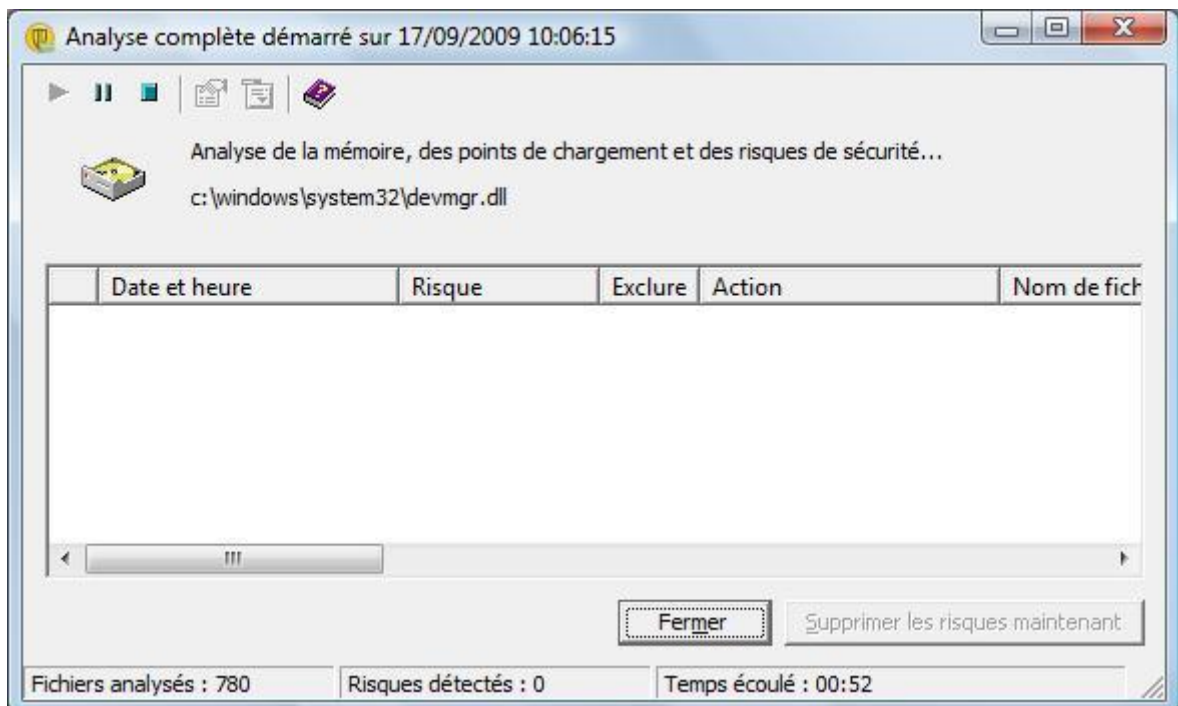 Analyse complète démarré sur 17/09/2009 10:06:15
Analyse de la mémoire, des points de chargement et des risques de sécurité...
c:\windows\system32\devmgr.dll
Date et heure Risque Exclure Action Nom de fich
Fermer Supprimer les risques maintenant
Fichiers analysés : 780 Risques détectés : 0 Temps écoulé : 00:52